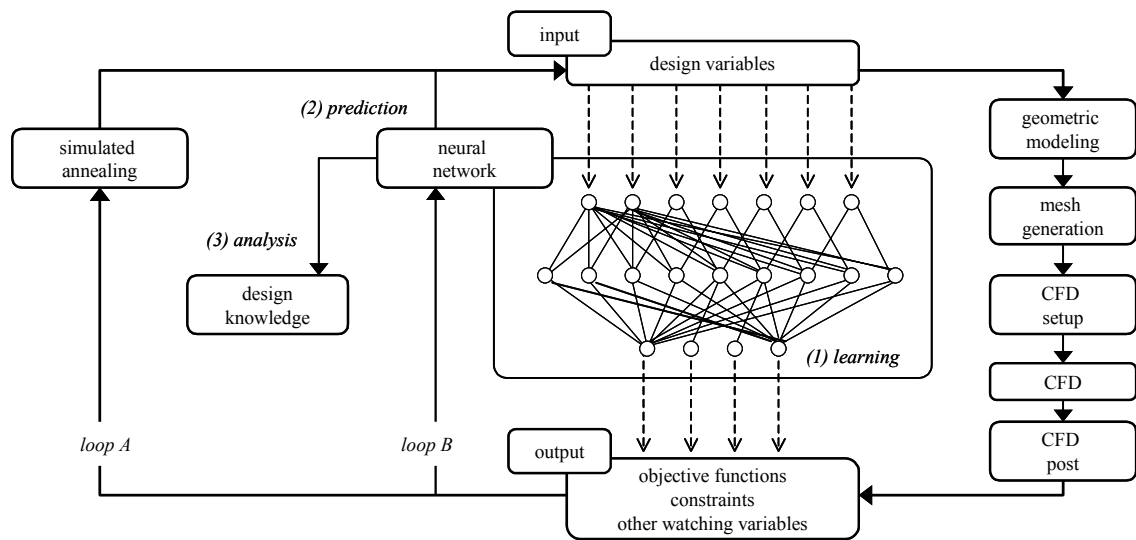 input
design variables
(2) prediction
simulated
annealing
neural
network
geometric
modeling
mesh
generation
(3) analysis
design
knowledge
CFD
setup
(1) learning
CFD
loop A
loop B
output
CFD
post
objective functions
constraints
other watching variables